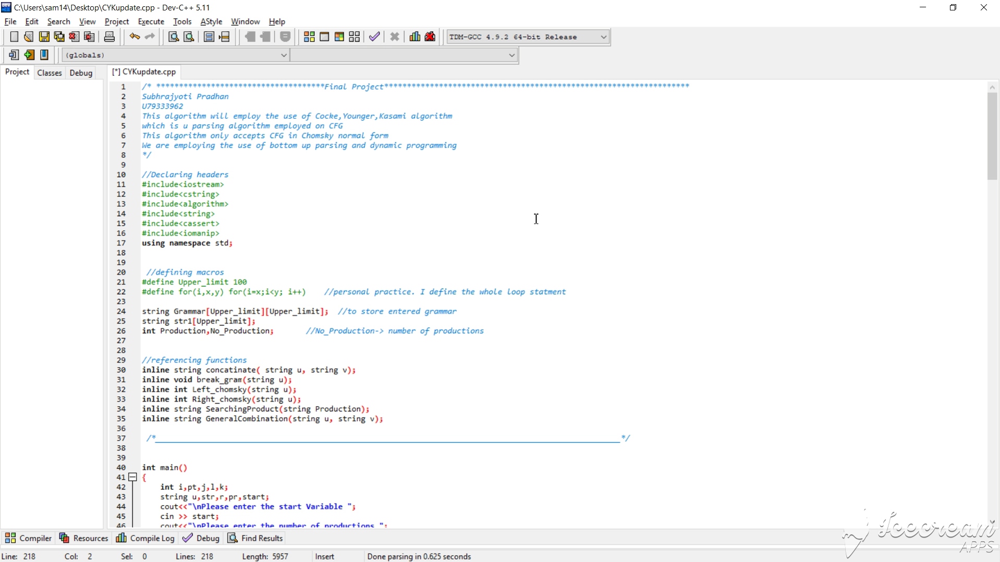 C:\Users\sam14\Desktop\CYKupdate.cpp - Dev-C++ 5.11
File Edit Search View Project Execute Tools AStyle Window Help
TDM-GCC 4.9.2 64-bit Release
(globals)
Project Classes Debug [*] CYKupdate.cpp
1 /* *************************************Final Project*******************************************************************
2 Subhrajyoti Pradhan
3 U79333962
4 This algorithm will employ the use of Cocke,Younger,Kasami algorithm
5 which is u parsing algorithm employed on CFG
6 This algorithm only accepts CFG in Chomsky normal form
7 We are employing the use of bottom up parsing and dynamic programming
8 */
9
10 //Declaring headers
11 #include<iostream>
12 #include<cstring>
13 #include<algorithm>
14 #include<string>
15 #include<cassert>
16 #include<iomanip>
17 using namespace std;
18
19
20 //defining macros
21 #define Upper_limit 100
22 #define for(i,x,y) for(i=x;i<y; i++) //personal practice. I define the whole loop statment
23
24 string Grammar[Upper_limit][Upper_limit]; //to store entered grammar
25 string str1[Upper_limit];
26 int Production,No_Production; //No_Production-> number of productions
27
28
29 //referencing functions
30 inline string concatinate( string u, string v);
31 inline void break_gram(string u);
32 inline int Left_chomsky(string u);
33 inline int Right_chomsky(string u);
34 inline string SearchingProduct(string Production);
35 inline string GeneralCombination(string u, string v);
36
37 /*______________________________________________________________________________________________________*/
38
39
40 int main()
41 {
42 int i,pt,j,l,k;
43 string u,str,r,pr,start;
44 cout<<"\nPlease enter the start Variable ";
45 cin >> start;
46 cout<<"\nPlease enter the number of productions ";
Compiler Resources Compile Log Debug Find Results
Line: 218 Col: 2 Sel: 0 Lines: 218 Length: 5957 Insert Done parsing in 0.625 seconds
Icecream
APPS